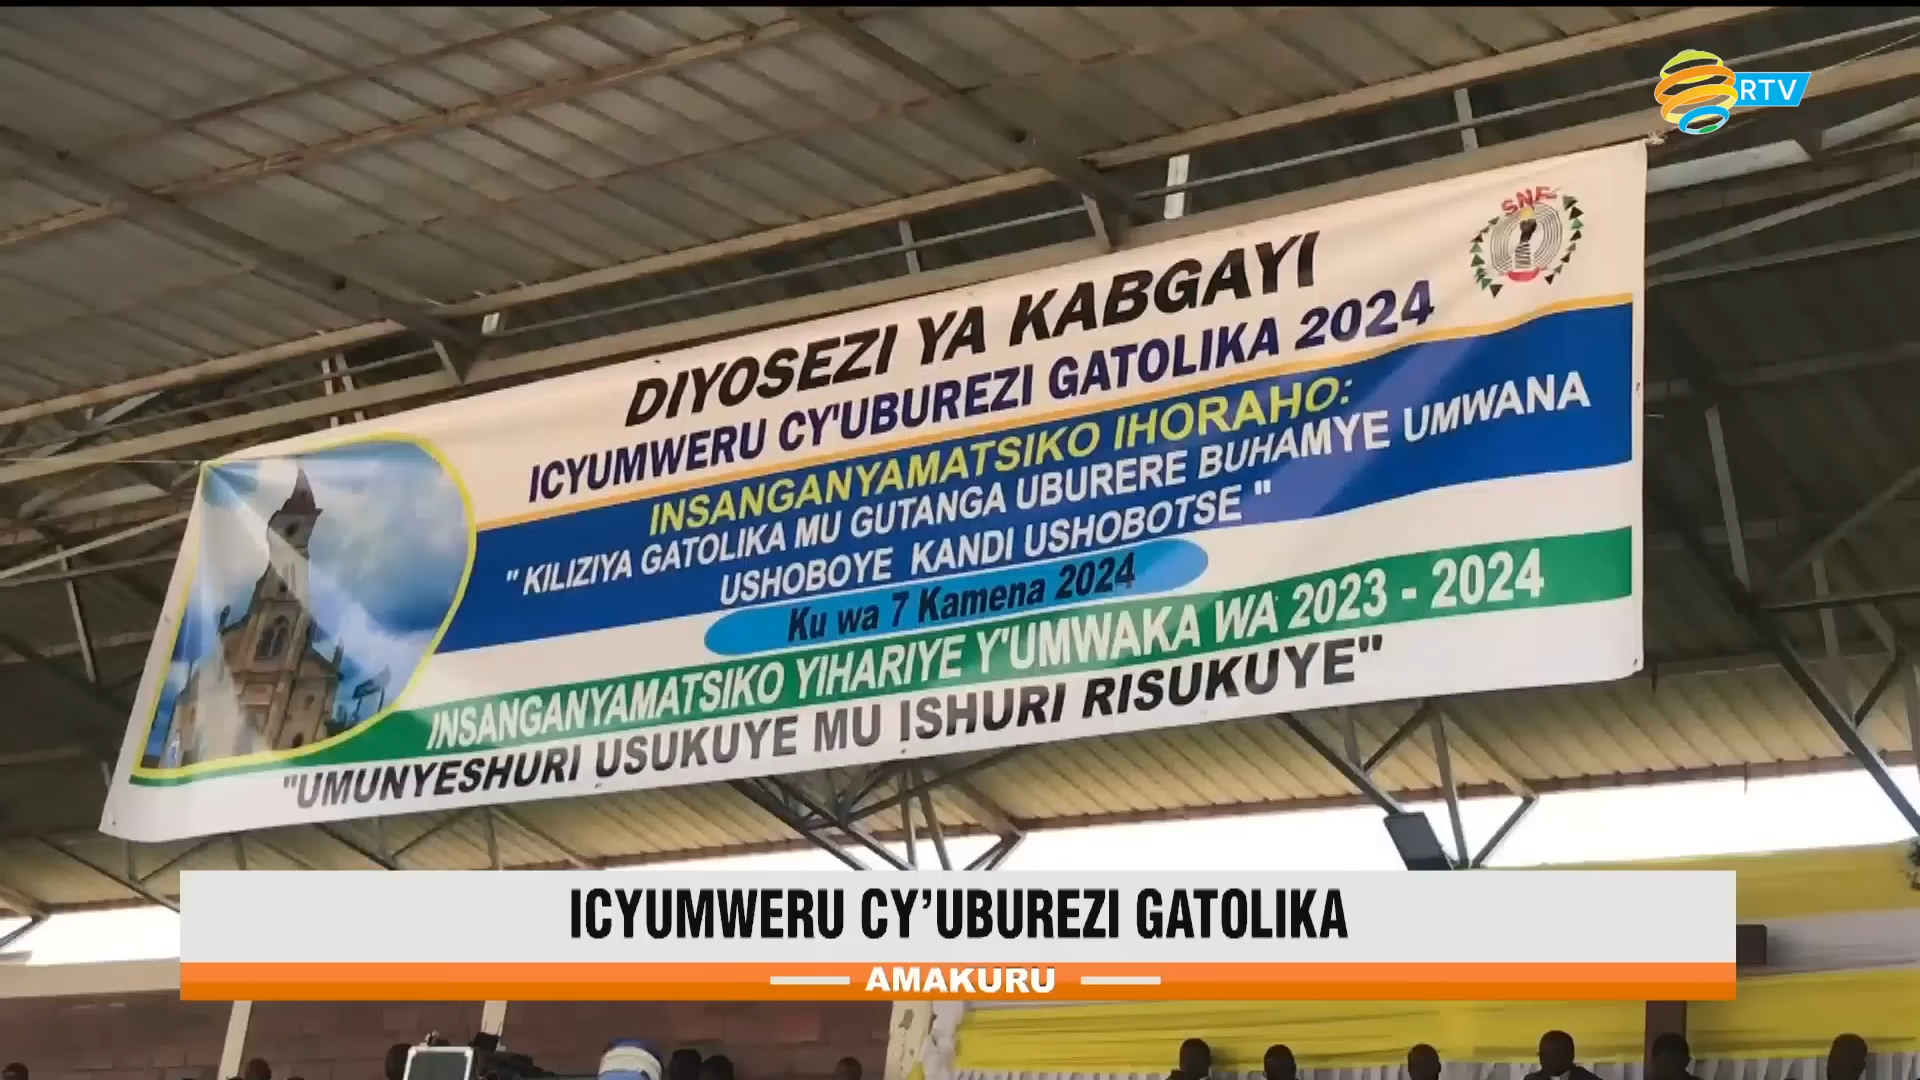 RTV
SNEC
DIYOSEZI YA KABGAYI
ICYUMWERU CY'UBUREZI GATOLIKA 2024
INSANGANYAMATSIKO IHORAHO:
" KILIZIYA GATOLIKA MU GUTANGA UBURERE BUHAMYE UMWANA
USHOBOYE KANDI USHOBOTSE "
Ku wa 7 Kamena 2024
INSANGANYAMATSIKO YIHARIYE Y'UMWAKA WA 2023 - 2024
"UMUNYESHURI USUKUYE MU ISHURI RISUKUYE"
ICYUMWERU CY’UBUREZI GATOLIKA
AMAKURU